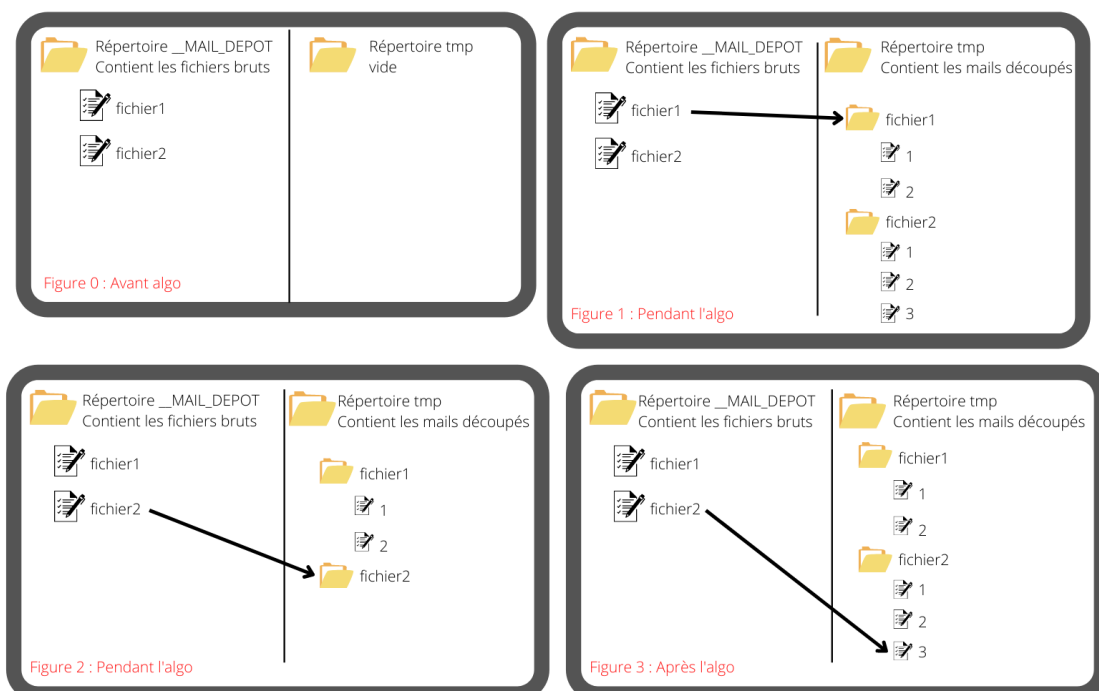 Répertoire __MAIL_DEPOT
Contient les fichiers bruts
fichier1
fichier2
Répertoire tmp
vide
Figure 0 : Avant algo
Répertoire __MAIL_DEPOT
Contient les fichiers bruts
fichier1
fichier2
Répertoire tmp
Contient les mails découpés
fichier1
1
2
fichier2
1
2
3
Figure 1 : Pendant l'algo
Répertoire __MAIL_DEPOT
Contient les fichiers bruts
fichier1
fichier2
Répertoire tmp
Contient les mails découpés
fichier1
1
2
fichier2
Figure 2 : Pendant l'algo
Répertoire __MAIL_DEPOT
Contient les fichiers bruts
fichier1
fichier2
Répertoire tmp
Contient les mails découpés
fichier1
1
2
fichier2
1
2
3
Figure 3 : Après l'algo